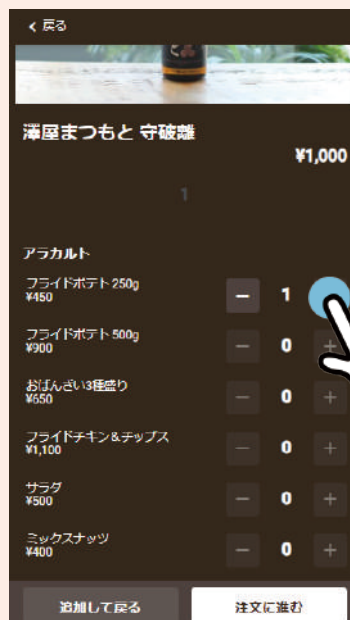 戻る
澤屋まつもと 守破離
¥1,000
1
アラカルト
フライドポテト 250g
¥450
− 1
フライドポテト 500g
¥900
− 0 +
おばんざい3種盛り
¥650
− 0 +
フライドチキン&チップス
¥1,100
− 0 +
サラダ
¥500
− 0 +
ミックスナッツ
¥400
− 0 +
追加して戻る 注文に進む